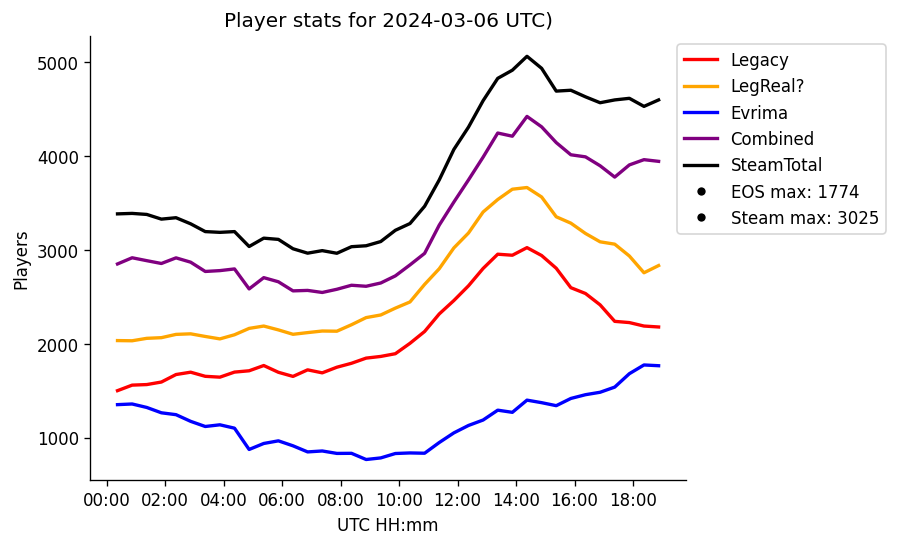 Player stats for 2024-03-06 UTC)
5000
4000
3000
2000
1000
Players
00:00 02:00 04:00 06:00 08:00 10:00 12:00 14:00 16:00 18:00
UTC HH:mm
Legacy
LegReal?
Evrima
Combined
SteamTotal
EOS max: 1774
Steam max: 3025